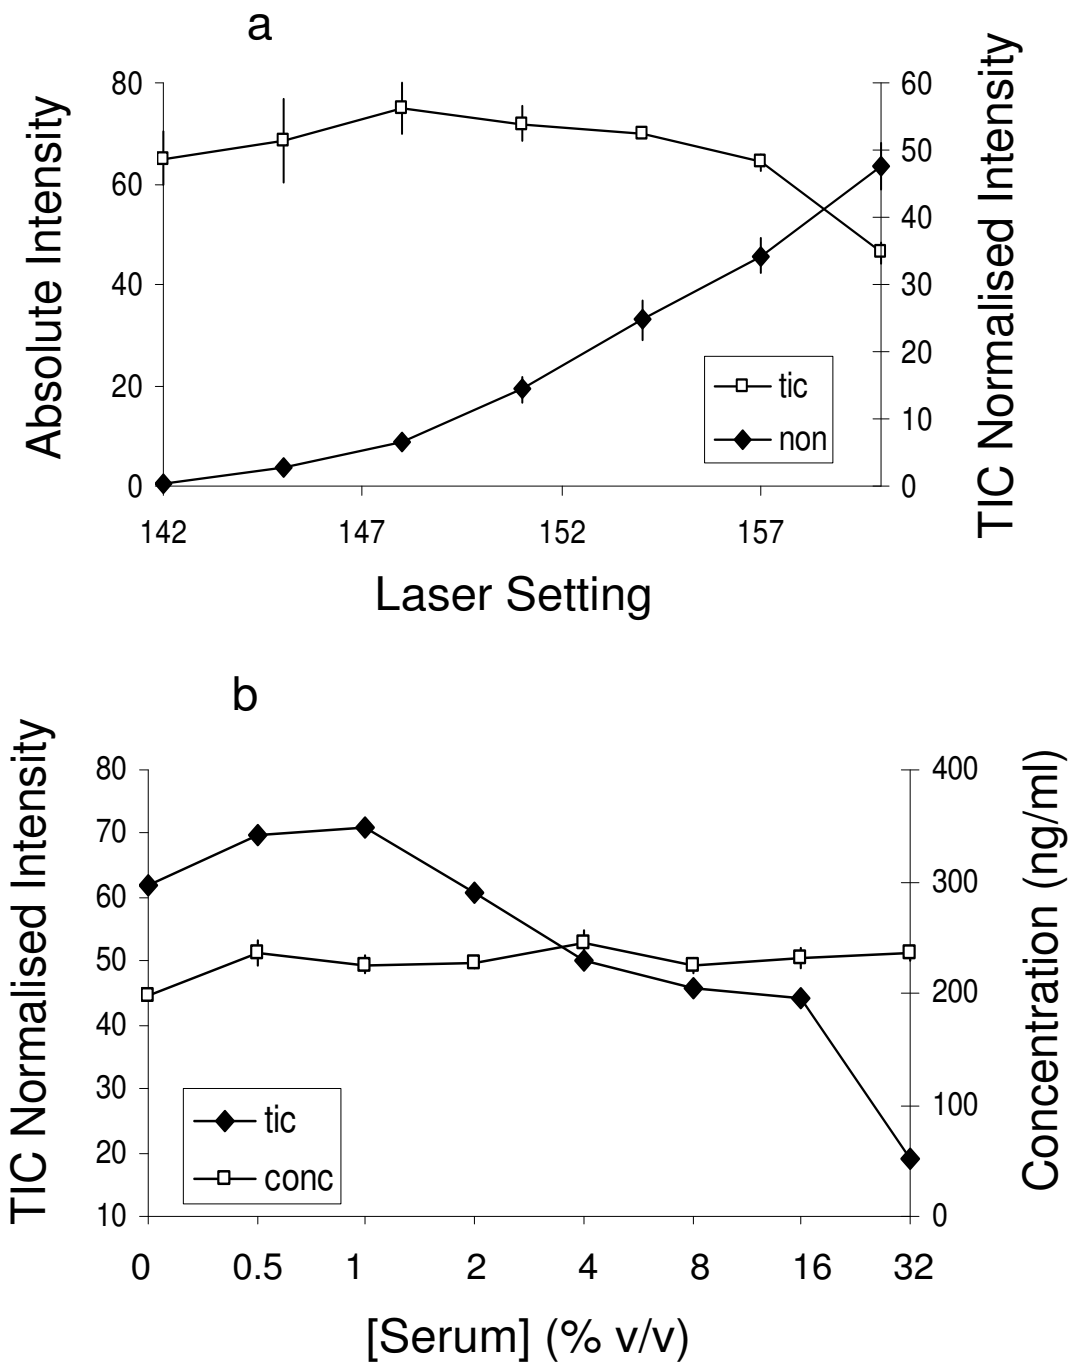 a
Absolute Intensity
80
60
40
20
0
TIC Normalised Intensity
60
50
40
30
20
10
0
tic
non
142 147 152 157
Laser Setting
b
TIC Normalised Intensity
80
70
60
50
40
30
20
10
Concentration (ng/ml)
400
300
200
100
0
tic
conc
0 0.5 1 2 4 8 16 32
[Serum] (% v/v)